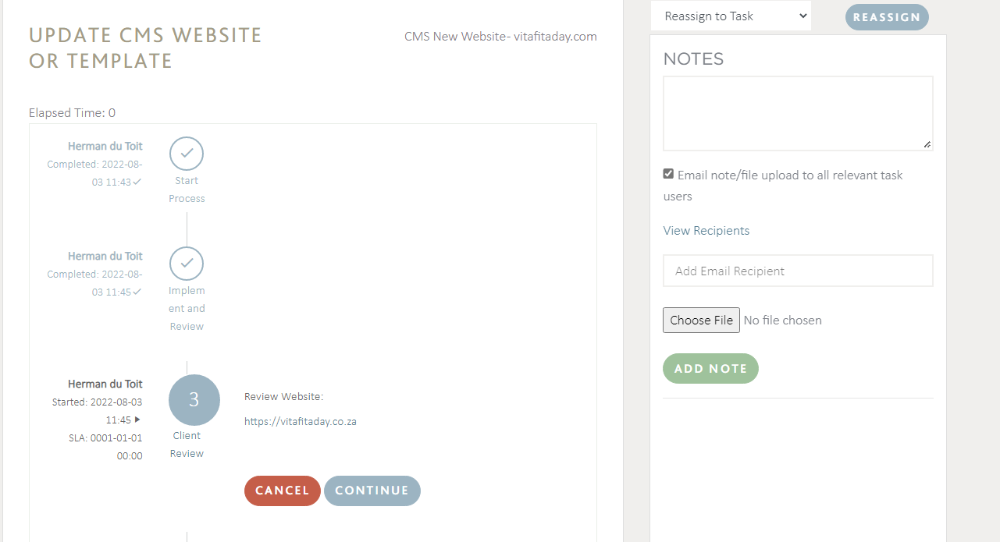 UPDATE CMS WEBSITE
OR TEMPLATE
CMS New Website- vitafitaday.com
Elapsed Time: 0
Herman du Toit
Completed: 2022-08-
03 11:43
Start
Process
Herman du Toit
Completed: 2022-08-
03 11:45
Implem
ent and
Review
Herman du Toit
Started: 2022-08-03
11:45
SLA: 0001-01-01
00:00
3
Client
Review
Review Website:
https://vitafitaday.co.za
CANCEL
CONTINUE
Reassign to Task
REASSIGN
NOTES
Email note/file upload to all relevant task
users
View Recipients
Add Email Recipient
Choose File No file chosen
ADD NOTE